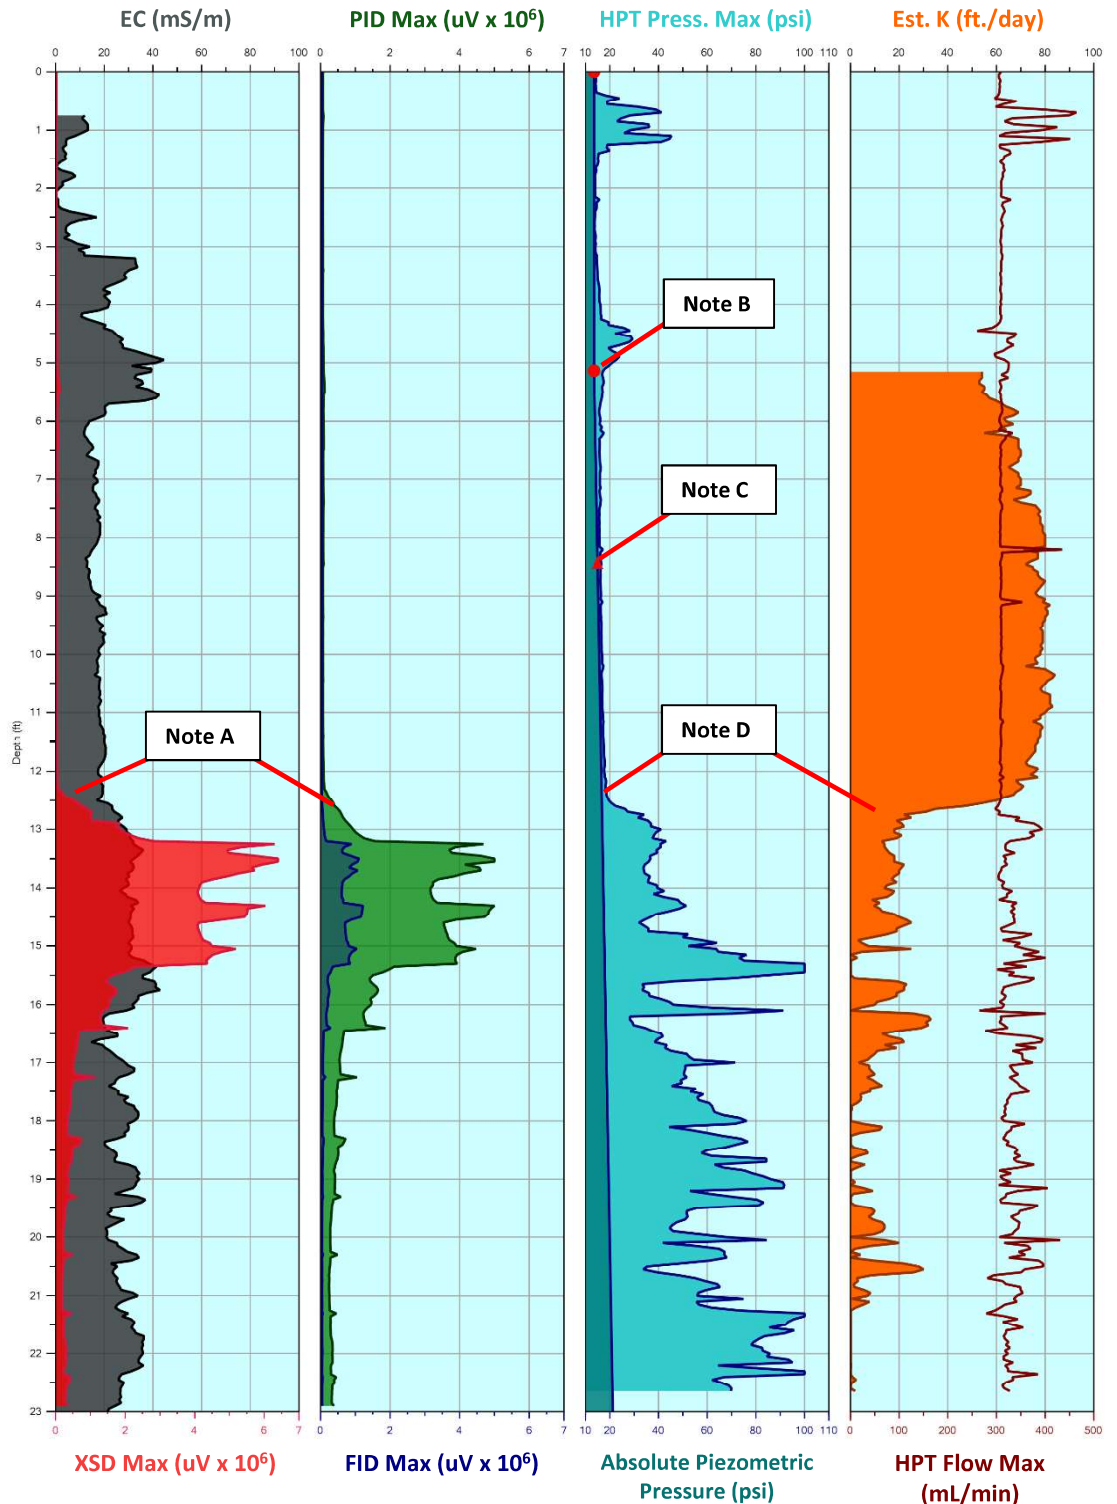 EC (mS/m) PID Max (uV x 10⁶) HPT Press. Max (psi) Est. K (ft./day)
0 20 40 60 80 100 0 2 4 6 7 10 20 40 60 80 100 110 0 20 40 60 80 100
0
1
2
3
4
Note B
5
6
7
Note C
8
9
10
11
Depth (ft)
Note A
Note D
12
13
14
15
16
17
18
19
20
21
22
23
0 2 4 6 7 0 2 4 6 7 10 20 40 60 80 100 110 0 100 200 300 400 500
XSD Max (uV x 10⁶) FID Max (uV x 10⁶) Absolute Piezometric HPT Flow Max
Pressure (psi) (mL/min)